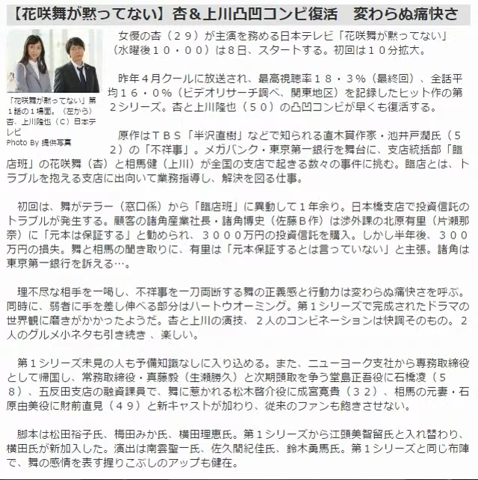 【花咲舞が黙ってない】杏＆上川凸凹コンビ復活　変わらぬ痛快さ
女優の杏（２９）が主演を務める日本テレビ「花咲舞が黙ってない」
（水曜後１０・００）は８日、スタートする。初回は１０分拡大。
昨年４月クールに放送され、最高視聴率１８・３％（最終回）、全話平
均１６・０％（ビデオリサーチ調べ、関東地区）を記録したヒット作の第
２シリーズ。杏と上川隆也（５０）の凸凹コンビが早くも復活する。
「花咲舞が黙ってない」第
１話の１場面。（左から）
杏、上川隆也（Ｃ）日本テ
レビ
Photo By 提供写真
原作はＴＢＳ「半沢直樹」などで知られる直木賞作家・池井戸潤氏（５
２）の「不祥事」。メガバンク・東京第一銀行を舞台に、支店統括部「臨
店班」の花咲舞（杏）と相馬健（上川）が全国の支店で起きる数々の事件に挑む。臨店とは、ト
ラブルを抱える支店に出向いて業務指導し、解決を図る仕事。
初回は、舞がテラー（窓口係）から「臨店班」に異動して１年余り。日本橋支店で投資信託の
トラブルが発生する。顧客の諸角産業社長・諸角博史（佐藤Ｂ作）は渉外課の北原有里（片瀬那
奈）に「元本は保証する」と勧められ、３０００万円の投資信託を購入。しかし半年後、３００
万円の損失。舞と相馬の聞き取りに、有里は「元本保証するとは言っていない」と主張。諸角は
東京第一銀行を訴える…。
理不尽な相手を一喝し、不祥事を一刀両断する舞の正義感と行動力は変わらぬ痛快さを呼ぶ。
同時に、弱者に手を差し伸べる部分はハートウオーミング。第１シリーズで完成されたドラマの
世界観に磨きがかかったようだ。杏と上川の演技、２人のコンビネーションは快調そのもの。２
人のグルメ小ネタも引き続き、楽しい。
第１シリーズ未見の人も予備知識なしに入り込める。また、ニューヨーク支社から専務取締役
として帰国し、常務取締役・真藤毅（生瀬勝久）と次期頭取を争う堂島正吾役に石橋凌（５
８）、五反田支店の融資課員で、舞に惹かれる松木啓介役に成宮寛貴（３２）、相馬の元妻・石
原由美役に財前直見（４９）と新キャストが加わり、従来のファンも飽きさせない。
脚本は松田裕子氏、梅田みか氏、横田理恵氏。第１シリーズから江頭美智留氏と入れ替わり、
横田氏が新加入した。演出は南雲聖一氏、佐久間紀佳氏、鈴木勇馬氏。第１シリーズと同じ布陣
で、舞の感情を表す握りこぶしのアップも健在。